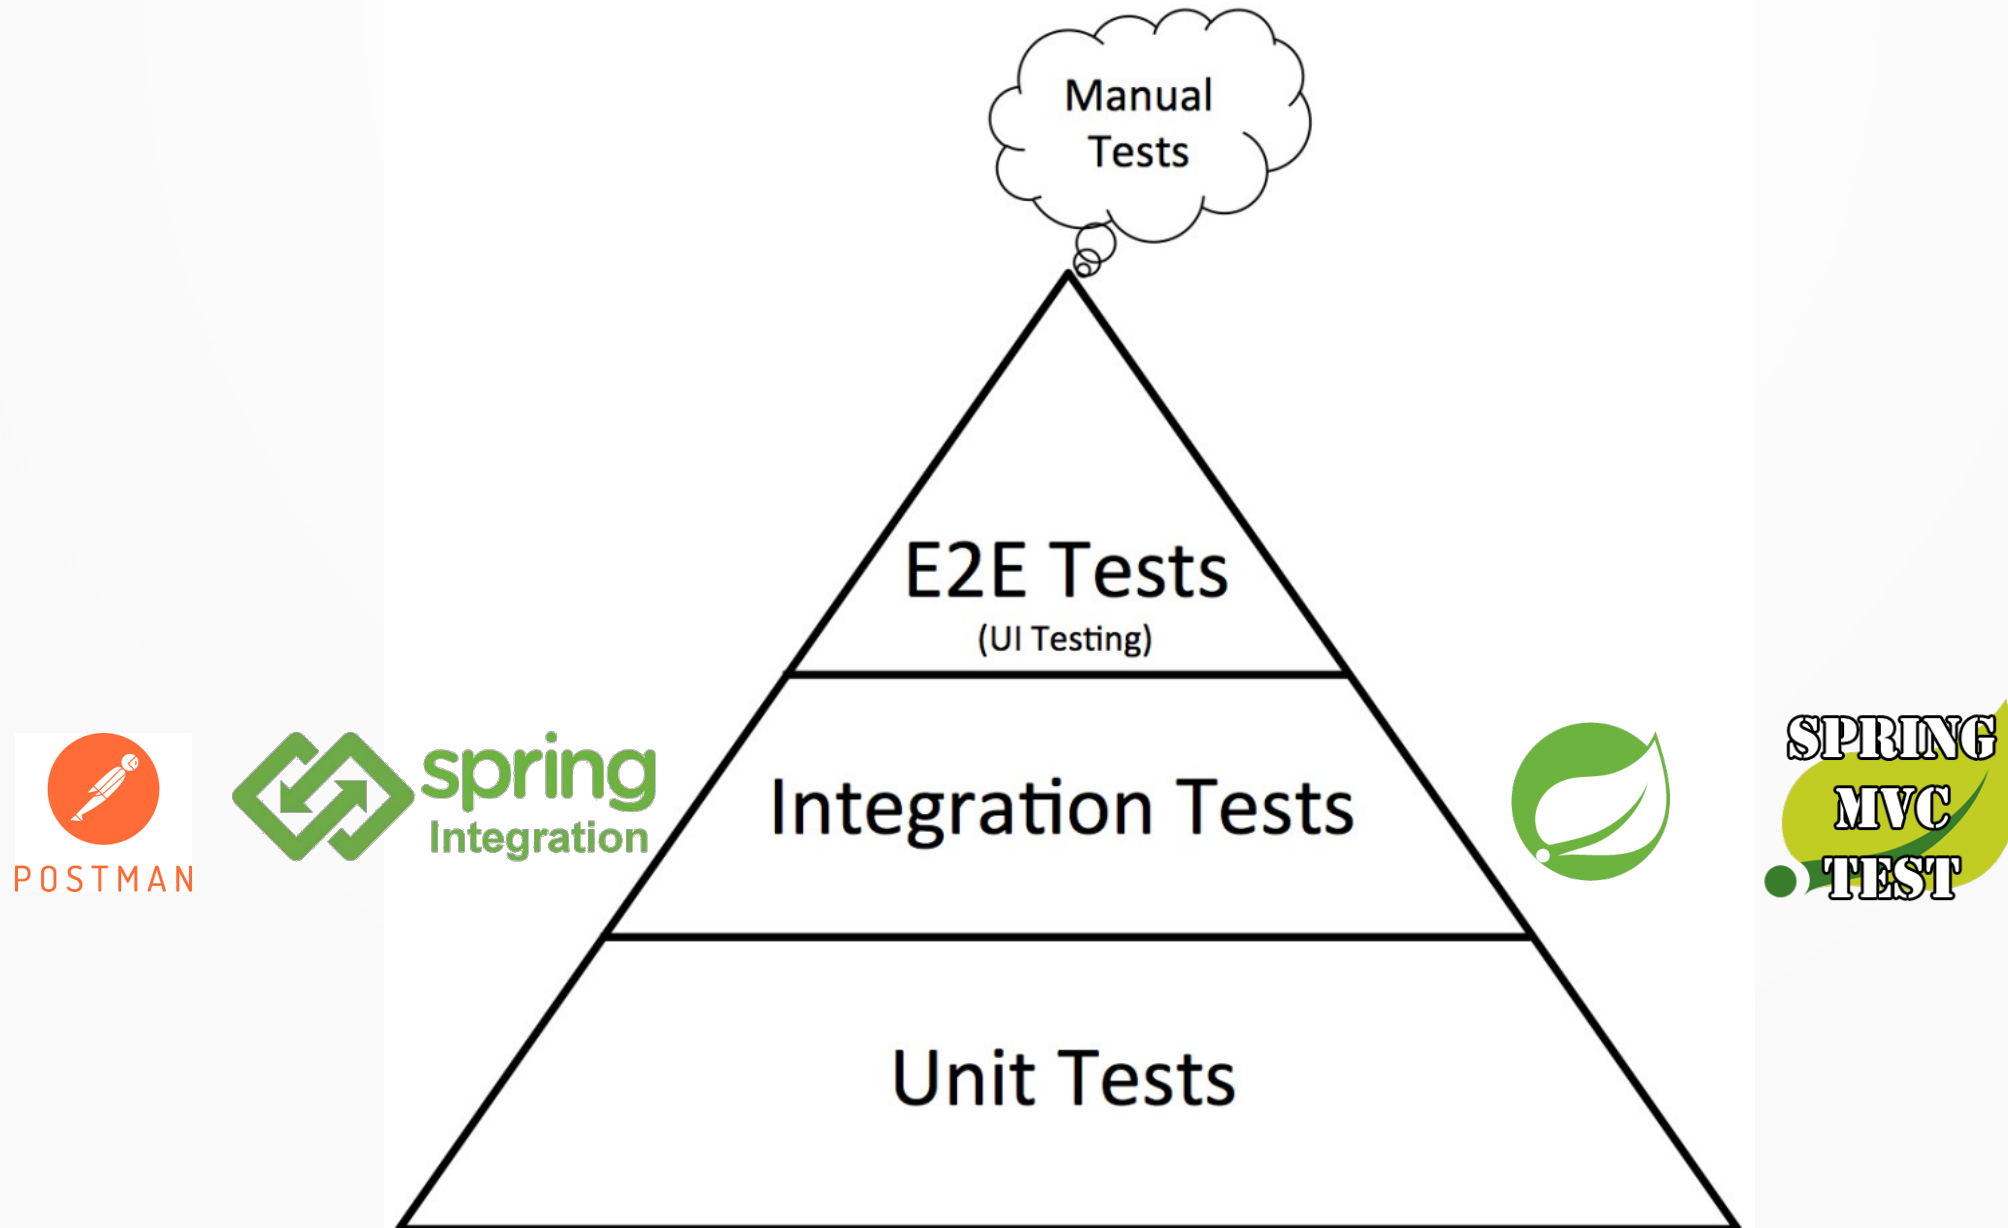 Manual
Tests
E2E Tests
(UI Testing)
POSTMAN
spring
Integration
Integration Tests
SPRING
MVC
TEST
Unit Tests